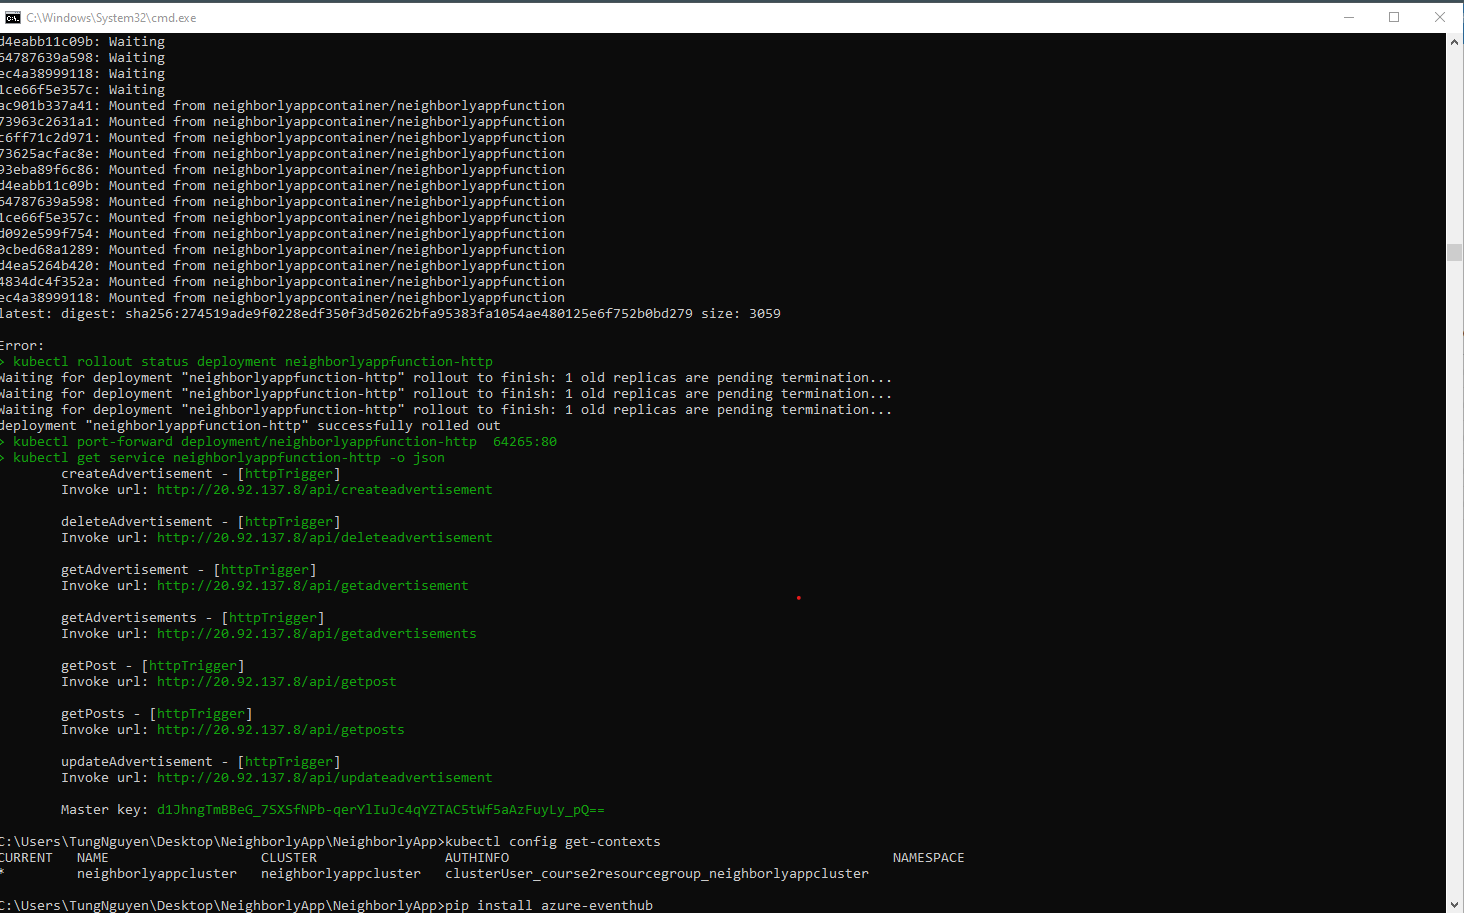 C:\Windows\System32\cmd.exe
d4eabb11c09b: Waiting
64787639a598: Waiting
ec4a38999118: Waiting
1ce66f5e357c: Waiting
ac901b337a41: Mounted from neighborlyappcontainer/neighborlyappfunction
73963c2631a1: Mounted from neighborlyappcontainer/neighborlyappfunction
c6ff71c2d971: Mounted from neighborlyappcontainer/neighborlyappfunction
73625acfac8e: Mounted from neighborlyappcontainer/neighborlyappfunction
93eba89f6c86: Mounted from neighborlyappcontainer/neighborlyappfunction
d4eabb11c09b: Mounted from neighborlyappcontainer/neighborlyappfunction
64787639a598: Mounted from neighborlyappcontainer/neighborlyappfunction
1ce66f5e357c: Mounted from neighborlyappcontainer/neighborlyappfunction
d092e599f754: Mounted from neighborlyappcontainer/neighborlyappfunction
0cbed68a1289: Mounted from neighborlyappcontainer/neighborlyappfunction
d4ea5264b420: Mounted from neighborlyappcontainer/neighborlyappfunction
4834dc4f352a: Mounted from neighborlyappcontainer/neighborlyappfunction
ec4a38999118: Mounted from neighborlyappcontainer/neighborlyappfunction
latest: digest: sha256:274519ade9f0228edf350f3d50262bfa95383fa1054ae480125e6f752b0bd279 size: 3059
Error:
> kubectl rollout status deployment neighborlyappfunction-http
Waiting for deployment "neighborlyappfunction-http" rollout to finish: 1 old replicas are pending termination...
Waiting for deployment "neighborlyappfunction-http" rollout to finish: 1 old replicas are pending termination...
Waiting for deployment "neighborlyappfunction-http" rollout to finish: 1 old replicas are pending termination...
deployment "neighborlyappfunction-http" successfully rolled out
> kubectl port-forward deployment/neighborlyappfunction-http  64265:80
> kubectl get service neighborlyappfunction-http -o json
createAdvertisement - [httpTrigger]
Invoke url: http://20.92.137.8/api/createadvertisement
deleteAdvertisement - [httpTrigger]
Invoke url: http://20.92.137.8/api/deleteadvertisement
getAdvertisement - [httpTrigger]
Invoke url: http://20.92.137.8/api/getadvertisement
getAdvertisements - [httpTrigger]
Invoke url: http://20.92.137.8/api/getadvertisements
getPost - [httpTrigger]
Invoke url: http://20.92.137.8/api/getpost
getPosts - [httpTrigger]
Invoke url: http://20.92.137.8/api/getposts
updateAdvertisement - [httpTrigger]
Invoke url: http://20.92.137.8/api/updateadvertisement
Master key: d1JhngTmBBeG_7SXSfNPb-qerYlIuJc4qYZTAC5tWf5aAzFuyLy_pQ==
C:\Users\TungNguyen\Desktop\NeighborlyApp\NeighborlyApp>kubectl config get-contexts
CURRENT   NAME                   CLUSTER                AUTHINFO                                                NAMESPACE
*         neighborlyappcluster   neighborlyappcluster   clusterUser_course2resourcegroup_neighborlyappcluster
C:\Users\TungNguyen\Desktop\NeighborlyApp\NeighborlyApp>pip install azure-eventhub